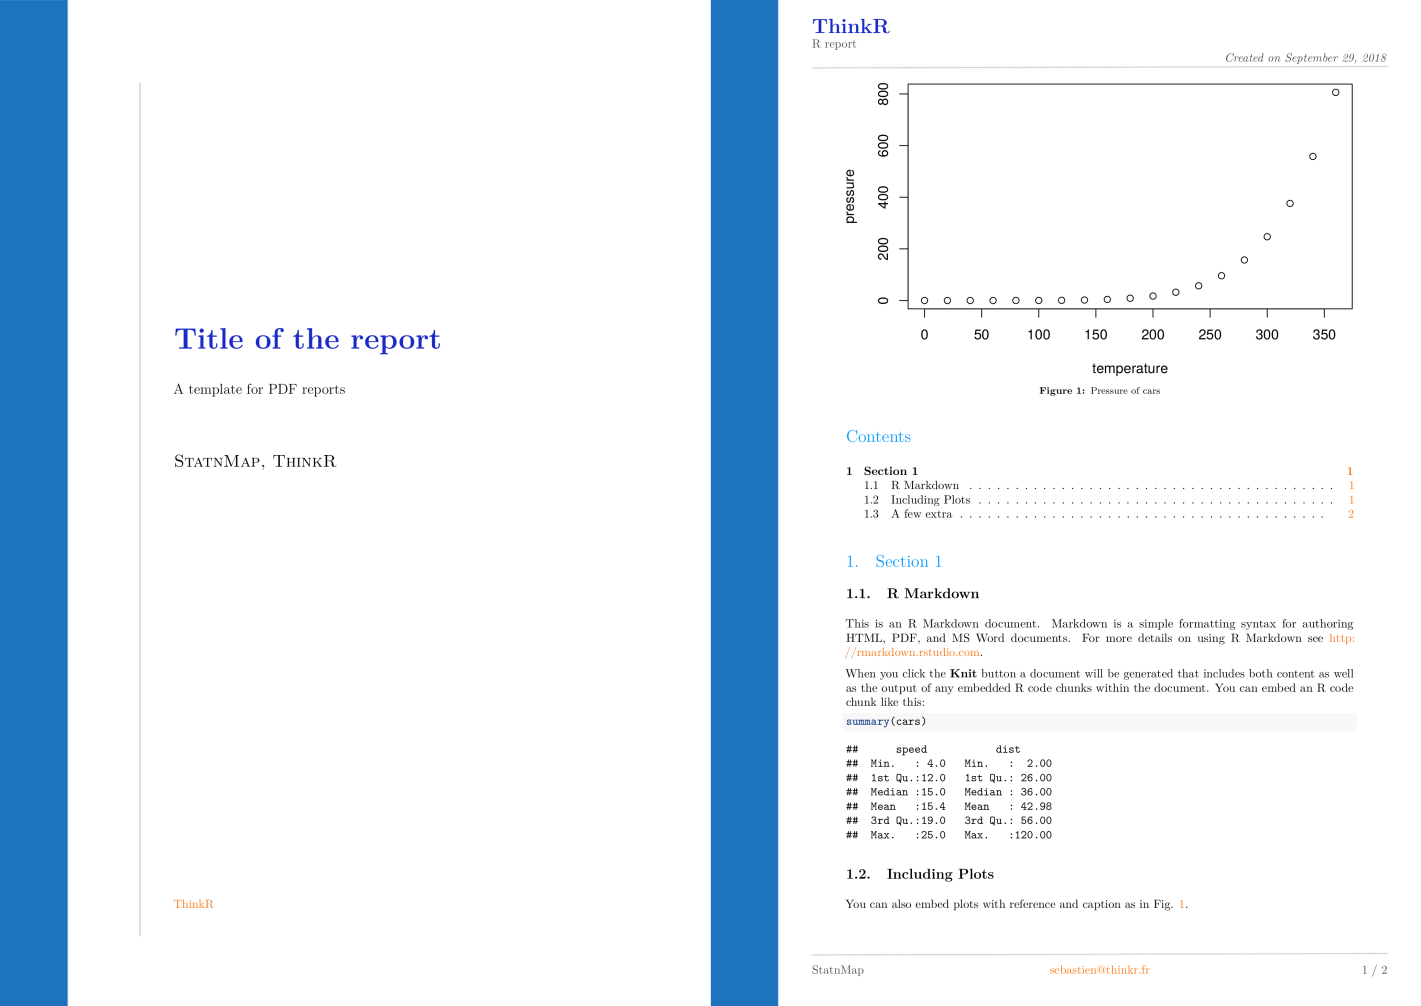 Title of the report
A template for PDF reports
StatnMap, ThinkR
ThinkR
ThinkR
R report
Created on September 29, 2018
800
600
400
200
0
pressure
0 50 100 150 200 250 300 350
temperature
Figure 1: Pressure of cars
Contents
1 Section 1 1
1.1 R Markdown . . . . . . . . . . . . . . . . . . . . . . . . . . . . . . . . . . . . . . . . 1
1.2 Including Plots . . . . . . . . . . . . . . . . . . . . . . . . . . . . . . . . . . . . . . . 1
1.3 A few extra . . . . . . . . . . . . . . . . . . . . . . . . . . . . . . . . . . . . . . . . 2
1. Section 1
1.1. R Markdown
This is an R Markdown document. Markdown is a simple formatting syntax for authoring
HTML, PDF, and MS Word documents. For more details on using R Markdown see http:
//rmarkdown.rstudio.com.
When you click the Knit button a document will be generated that includes both content as well
as the output of any embedded R code chunks within the document. You can embed an R code
chunk like this:
summary(cars)
##      speed           dist
##  Min.   : 4.0   Min.   :  2.00
##  1st Qu.:12.0   1st Qu.: 26.00
##  Median :15.0   Median : 36.00
##  Mean   :15.4   Mean   : 42.98
##  3rd Qu.:19.0   3rd Qu.: 56.00
##  Max.   :25.0   Max.   :120.00
1.2. Including Plots
You can also embed plots with reference and caption as in Fig. 1.
StatnMap sebastien@thinkr.fr 1 / 2